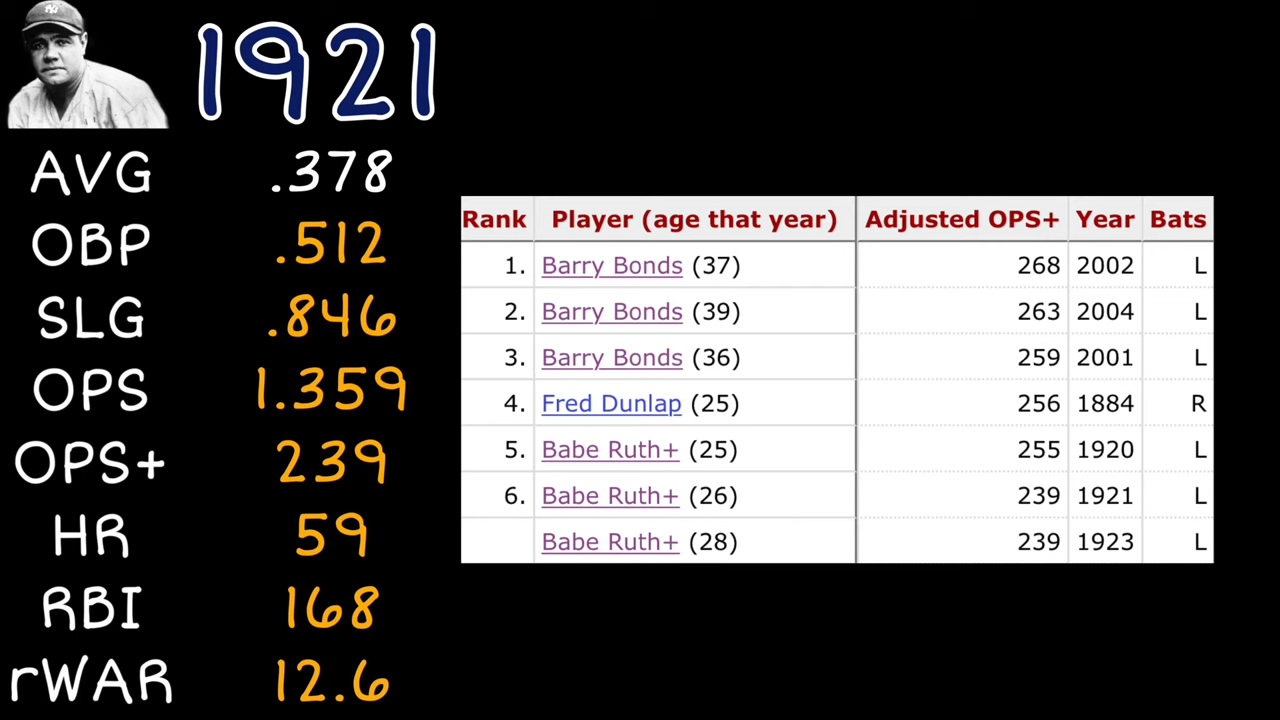 1921
AVG .378
OBP .512
SLG .846
OPS 1.359
OPS+ 239
HR 59
RBI 168
rWAR 12.6
Rank Player (age that year) Adjusted OPS+ Year Bats
1. Barry Bonds (37) 268 2002 L
2. Barry Bonds (39) 263 2004 L
3. Barry Bonds (36) 259 2001 L
4. Fred Dunlap (25) 256 1884 R
5. Babe Ruth+ (25) 255 1920 L
6. Babe Ruth+ (26) 239 1921 L
Babe Ruth+ (28) 239 1923 L